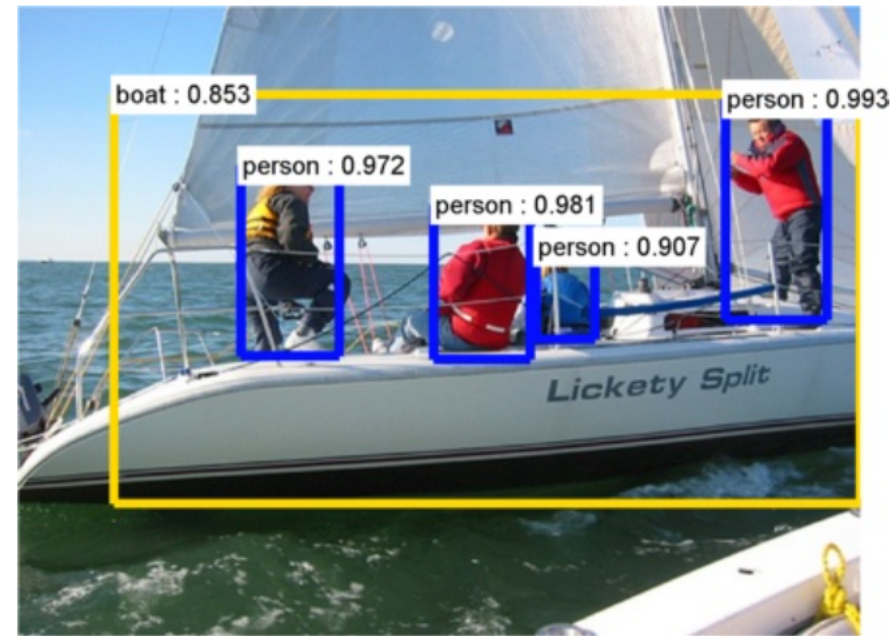 boat : 0.853
person : 0.993
person : 0.972
person : 0.981
person : 0.907
Lickety Split